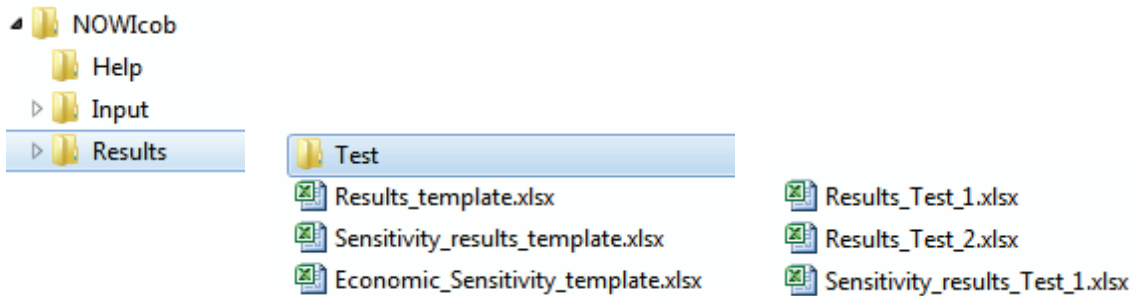 NOWIcob
Help
Input
Results
Test
Results_template.xlsx
Sensitivity_results_template.xlsx
Economic_Sensitivity_template.xlsx
Results_Test_1.xlsx
Results_Test_2.xlsx
Sensitivity_results_Test_1.xlsx